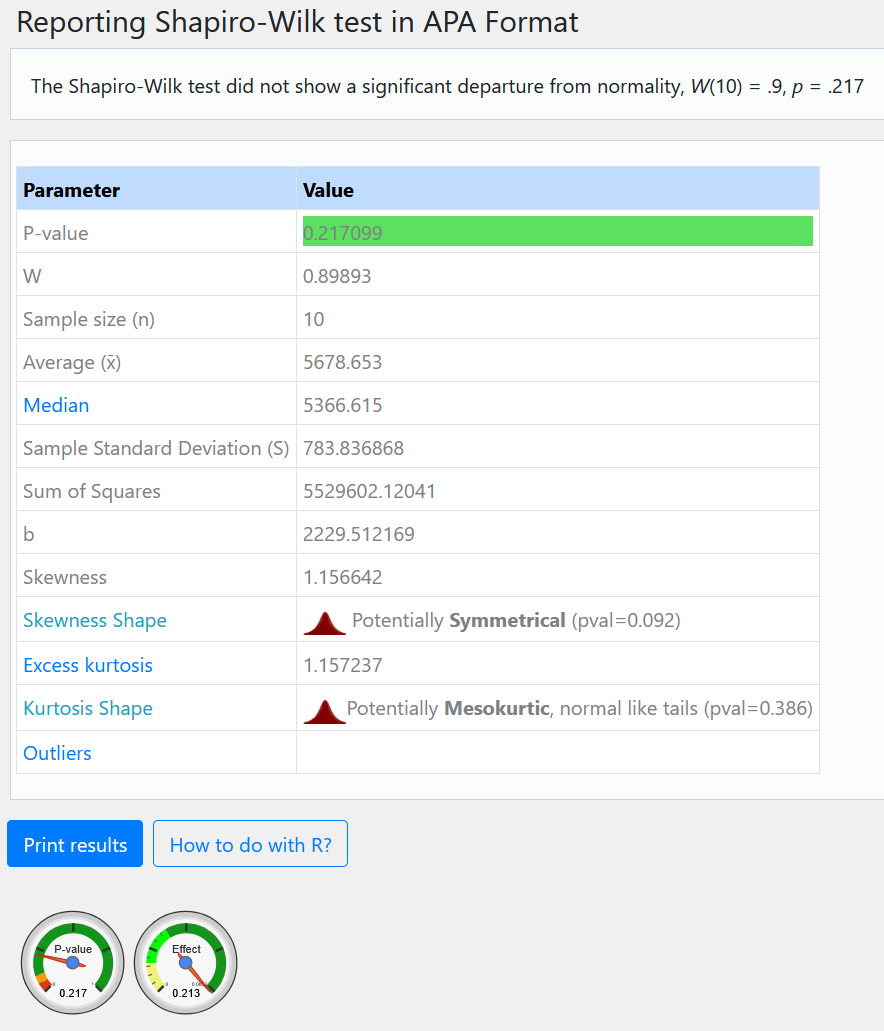 Reporting Shapiro-Wilk test in APA Format
The Shapiro-Wilk test did not show a significant departure from normality, W(10) = .9, p = .217
Parameter Value
P-value 0.217099
W 0.89893
Sample size (n) 10
Average (x̄) 5678.653
Median 5366.615
Sample Standard Deviation (S) 783.836868
Sum of Squares 5529602.12041
b 2229.512169
Skewness 1.156642
Skewness Shape Potentially Symmetrical (pval=0.092)
Excess kurtosis 1.157237
Kurtosis Shape Potentially Mesokurtic, normal like tails (pval=0.386)
Outliers
Print results How to do with R?
P-value Effect
0.217 0.213